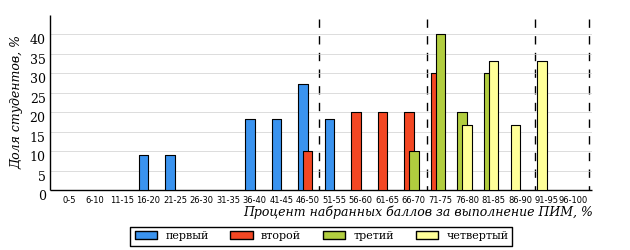 Доля студентов, %
40
35
30
25
20
15
10
5
0
0-5 6-10 11-15 16-20 21-25 26-30 31-35 36-40 41-45 46-50 51-55 56-60 61-65 66-70 71-75 76-80 81-85 86-90 91-95 96-100
Процент набранных баллов за выполнение ПИМ, %
первый второй третий четвертый